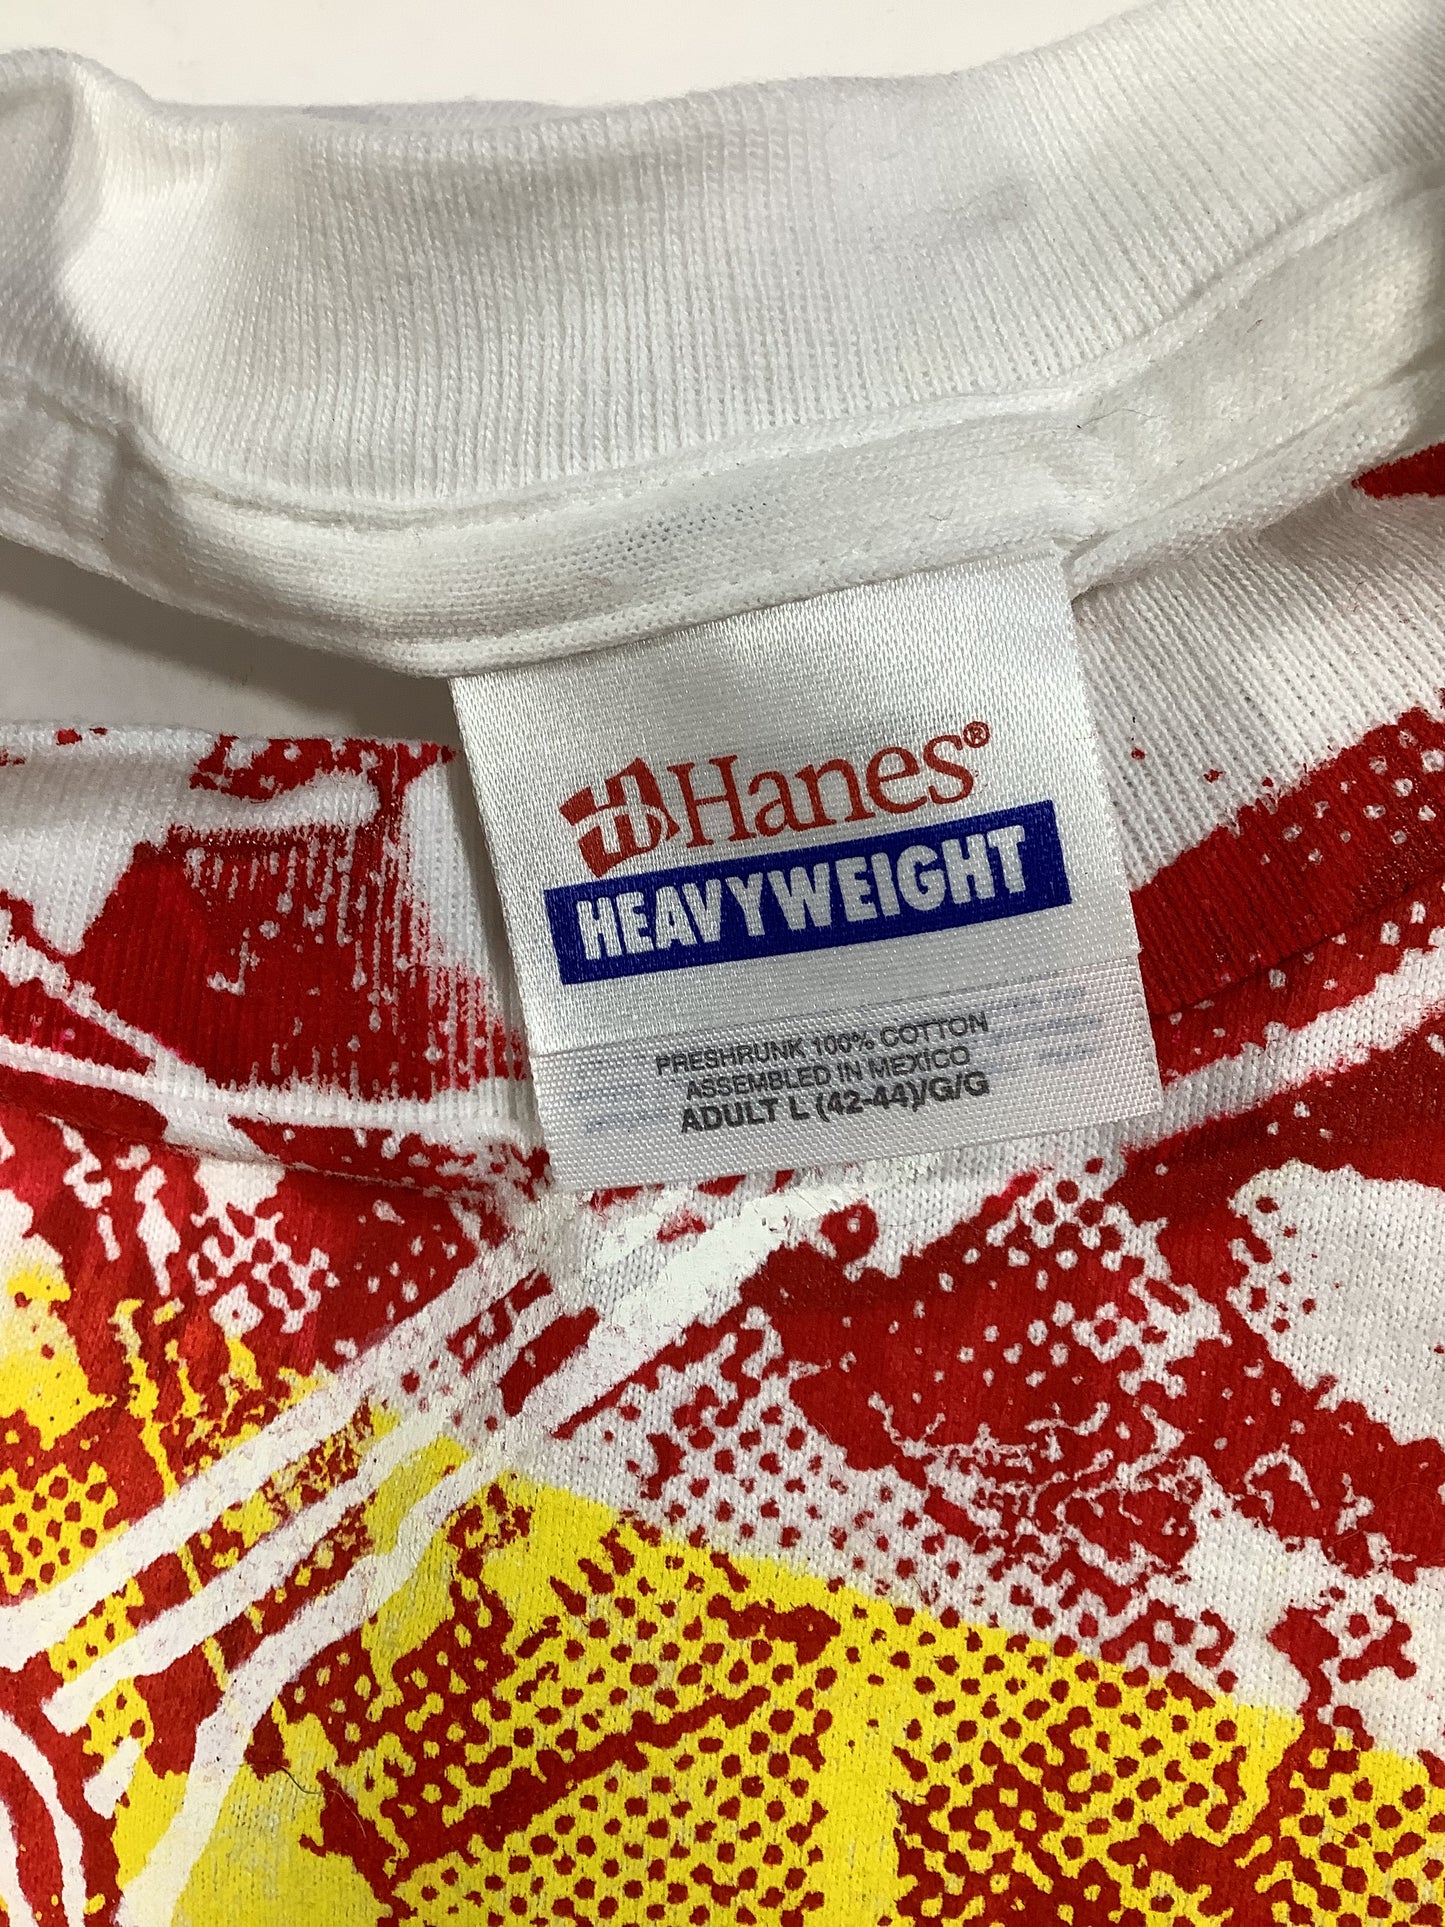 Hanes®
HEAVYWEIGHT
PRESHRUNK 100% COTTON
ASSEMBLED IN MEXICO
ADULT L (42-44)/G/G